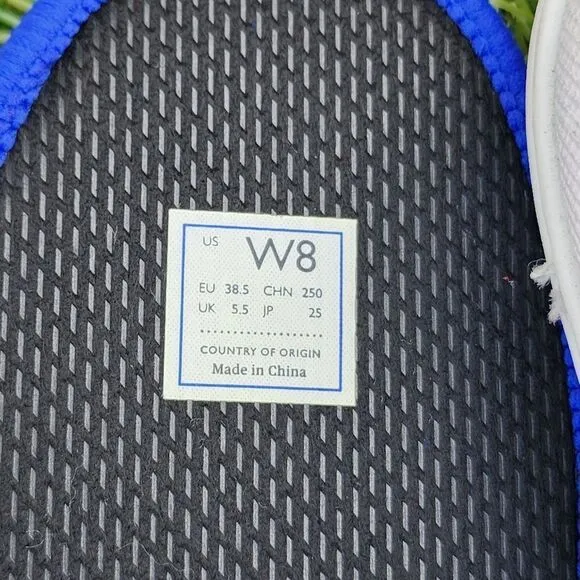 US W8
EU 38.5 CHN 250
UK 5.5 JP 25
COUNTRY OF ORIGIN
Made in China